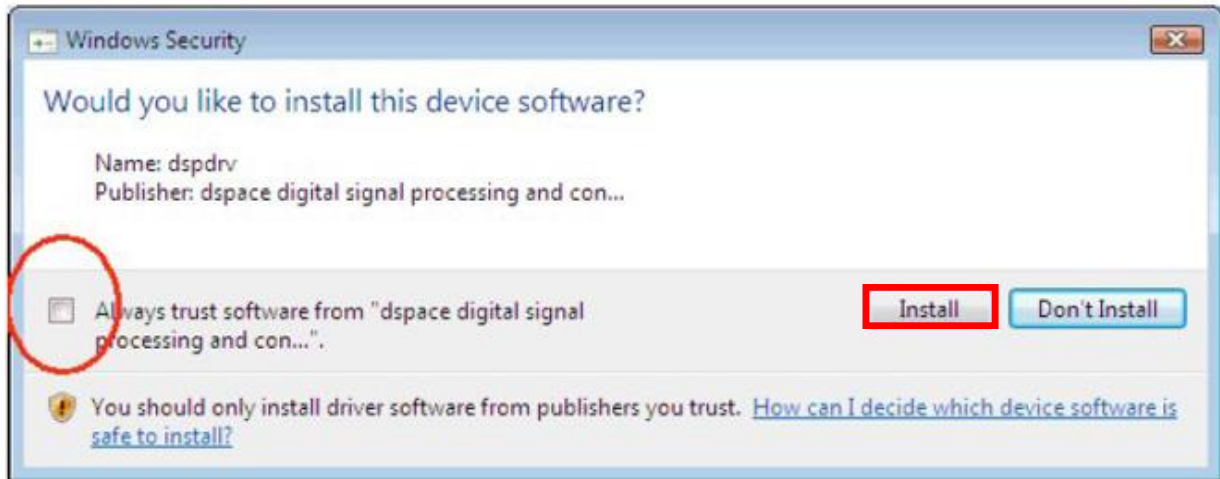 Windows Security
Would you like to install this device software?
Name: dspdrv
Publisher: dspace digital signal processing and con...
Always trust software from "dspace digital signal
processing and con...".
Install
Don't Install
You should only install driver software from publishers you trust. How can I decide which device software is
safe to install?